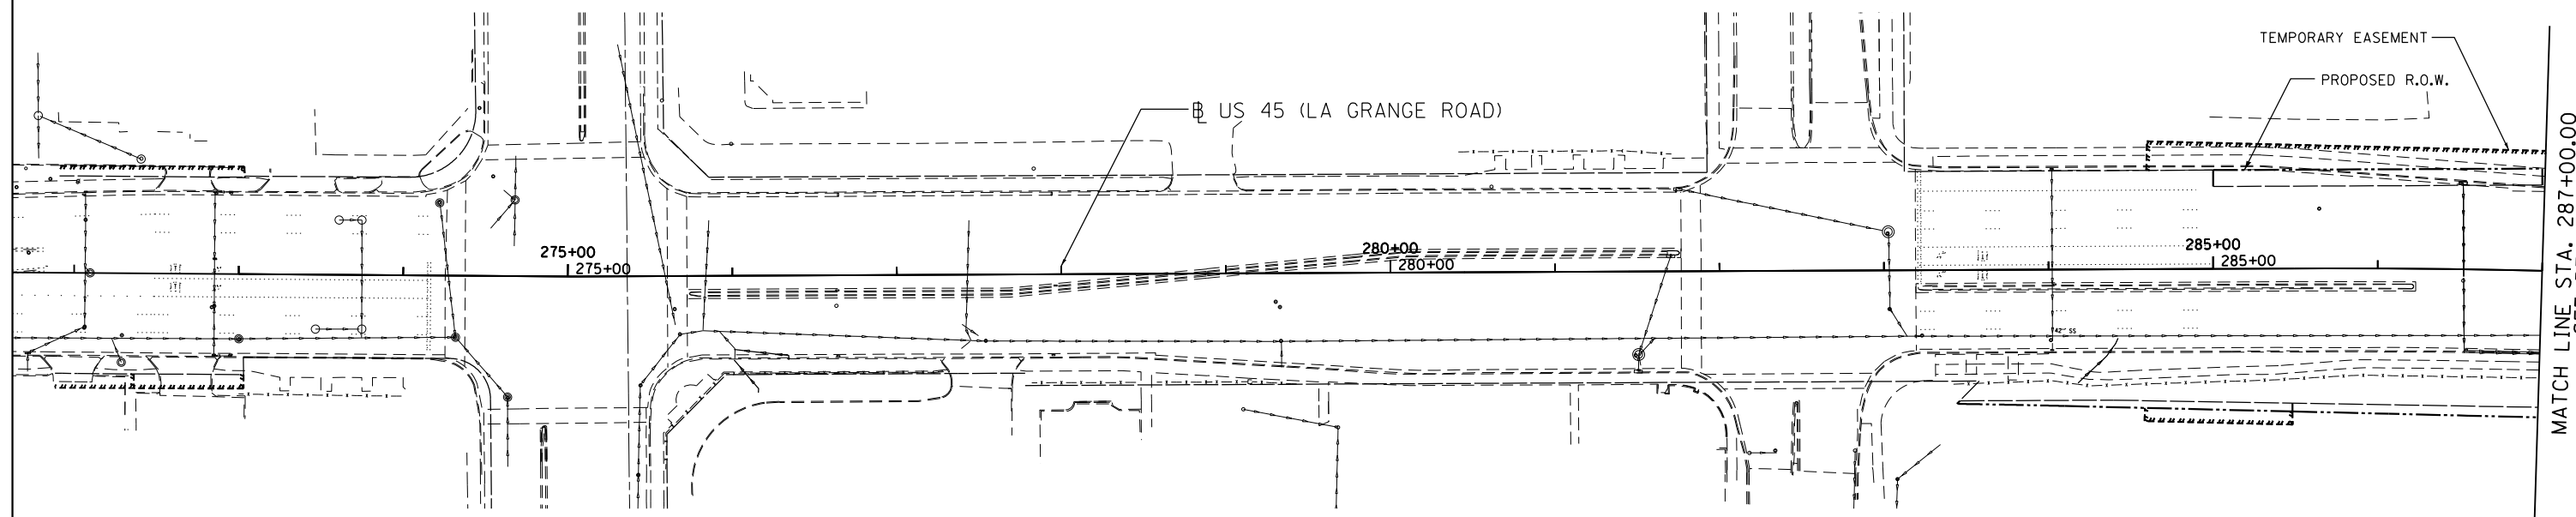 TEMPORARY EASEMENT
PROPOSED R.O.W.
℄ US 45 (LA GRANGE ROAD)
275+00
275+00
280+00
280+00
285+00
285+00
42" SS
MATCH LINE STA. 287+00.00